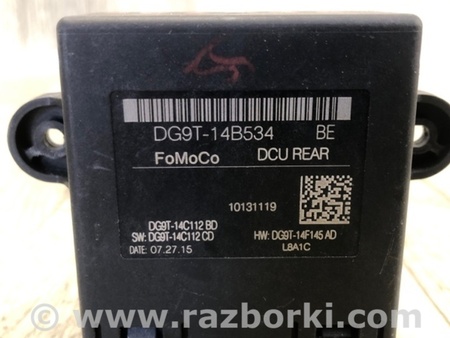 DG9T-14B534 BE
FoMoCo DCU REAR
10131119
DG9T-14C112 BD
SW: DG9T-14C112 CD HW: DG9T-14F145 AD
DATE: 07.27.15 L8A1C
www.razborki.com